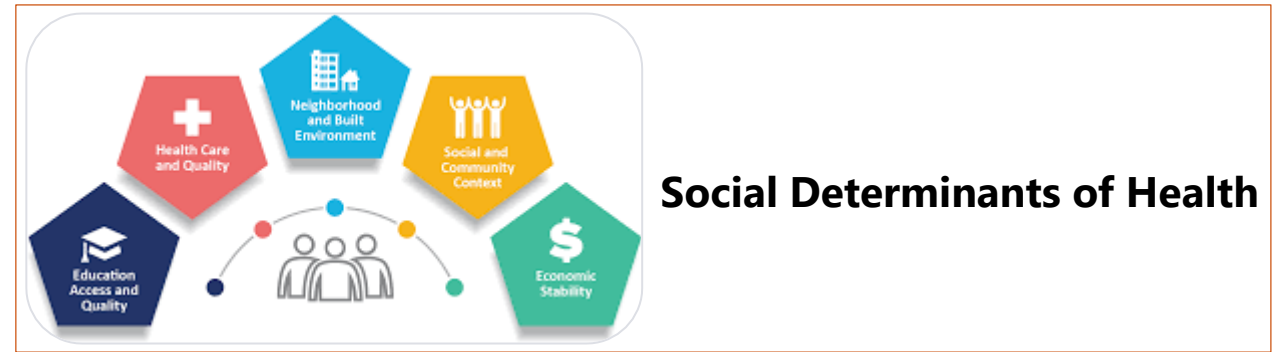 Education
Access and
Quality
Health Care
and Quality
Neighborhood
and Built
Environment
Social and
Community
Context
$
Economic
Stability
Social Determinants of Health